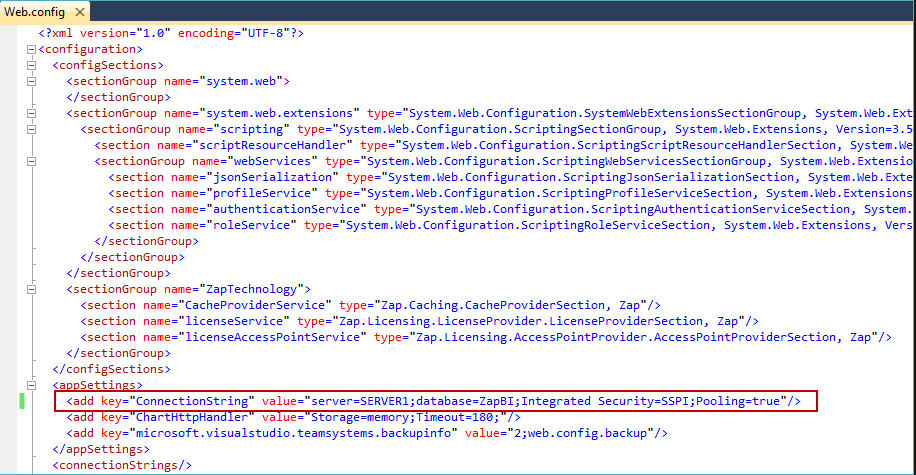 Web.config
<?xml version="1.0" encoding="UTF-8"?>
<configuration>
<configSections>
<sectionGroup name="system.web">
</sectionGroup>
<sectionGroup name="system.web.extensions" type="System.Web.Configuration.SystemWebExtensionsSectionGroup, System.Web.Ext
<sectionGroup name="scripting" type="System.Web.Configuration.ScriptingSectionGroup, System.Web.Extensions, Version=3.5
<section name="scriptResourceHandler" type="System.Web.Configuration.ScriptingScriptResourceHandlerSection, System.We
<sectionGroup name="webServices" type="System.Web.Configuration.ScriptingWebServicesSectionGroup, System.Web.Extensio
<section name="jsonSerialization" type="System.Web.Configuration.ScriptingJsonSerializationSection, System.Web.Exte
<section name="profileService" type="System.Web.Configuration.ScriptingProfileServiceSection, System.Web.Extensions
<section name="authenticationService" type="System.Web.Configuration.ScriptingAuthenticationServiceSection, System.
<section name="roleService" type="System.Web.Configuration.ScriptingRoleServiceSection, System.Web.Extensions, Vers
</sectionGroup>
</sectionGroup>
</sectionGroup>
<sectionGroup name="ZapTechnology">
<section name="CacheProviderService" type="Zap.Caching.CacheProviderSection, Zap"/>
<section name="licenseService" type="Zap.Licensing.LicenseProvider.LicenseProviderSection, Zap"/>
<section name="licenseAccessPointService" type="Zap.Licensing.AccessPointProvider.AccessPointProviderSection, Zap"/>
</sectionGroup>
</configSections>
<appSettings>
<add key="ConnectionString" value="server=SERVER1;database=ZapBI;Integrated Security=SSPI;Pooling=true"/>
<add key="ChartHttpHandler" value="Storage=memory;Timeout=180;"/>
<add key="microsoft.visualstudio.teamsystems.backupinfo" value="2;web.config.backup"/>
</appSettings>
<connectionStrings/>